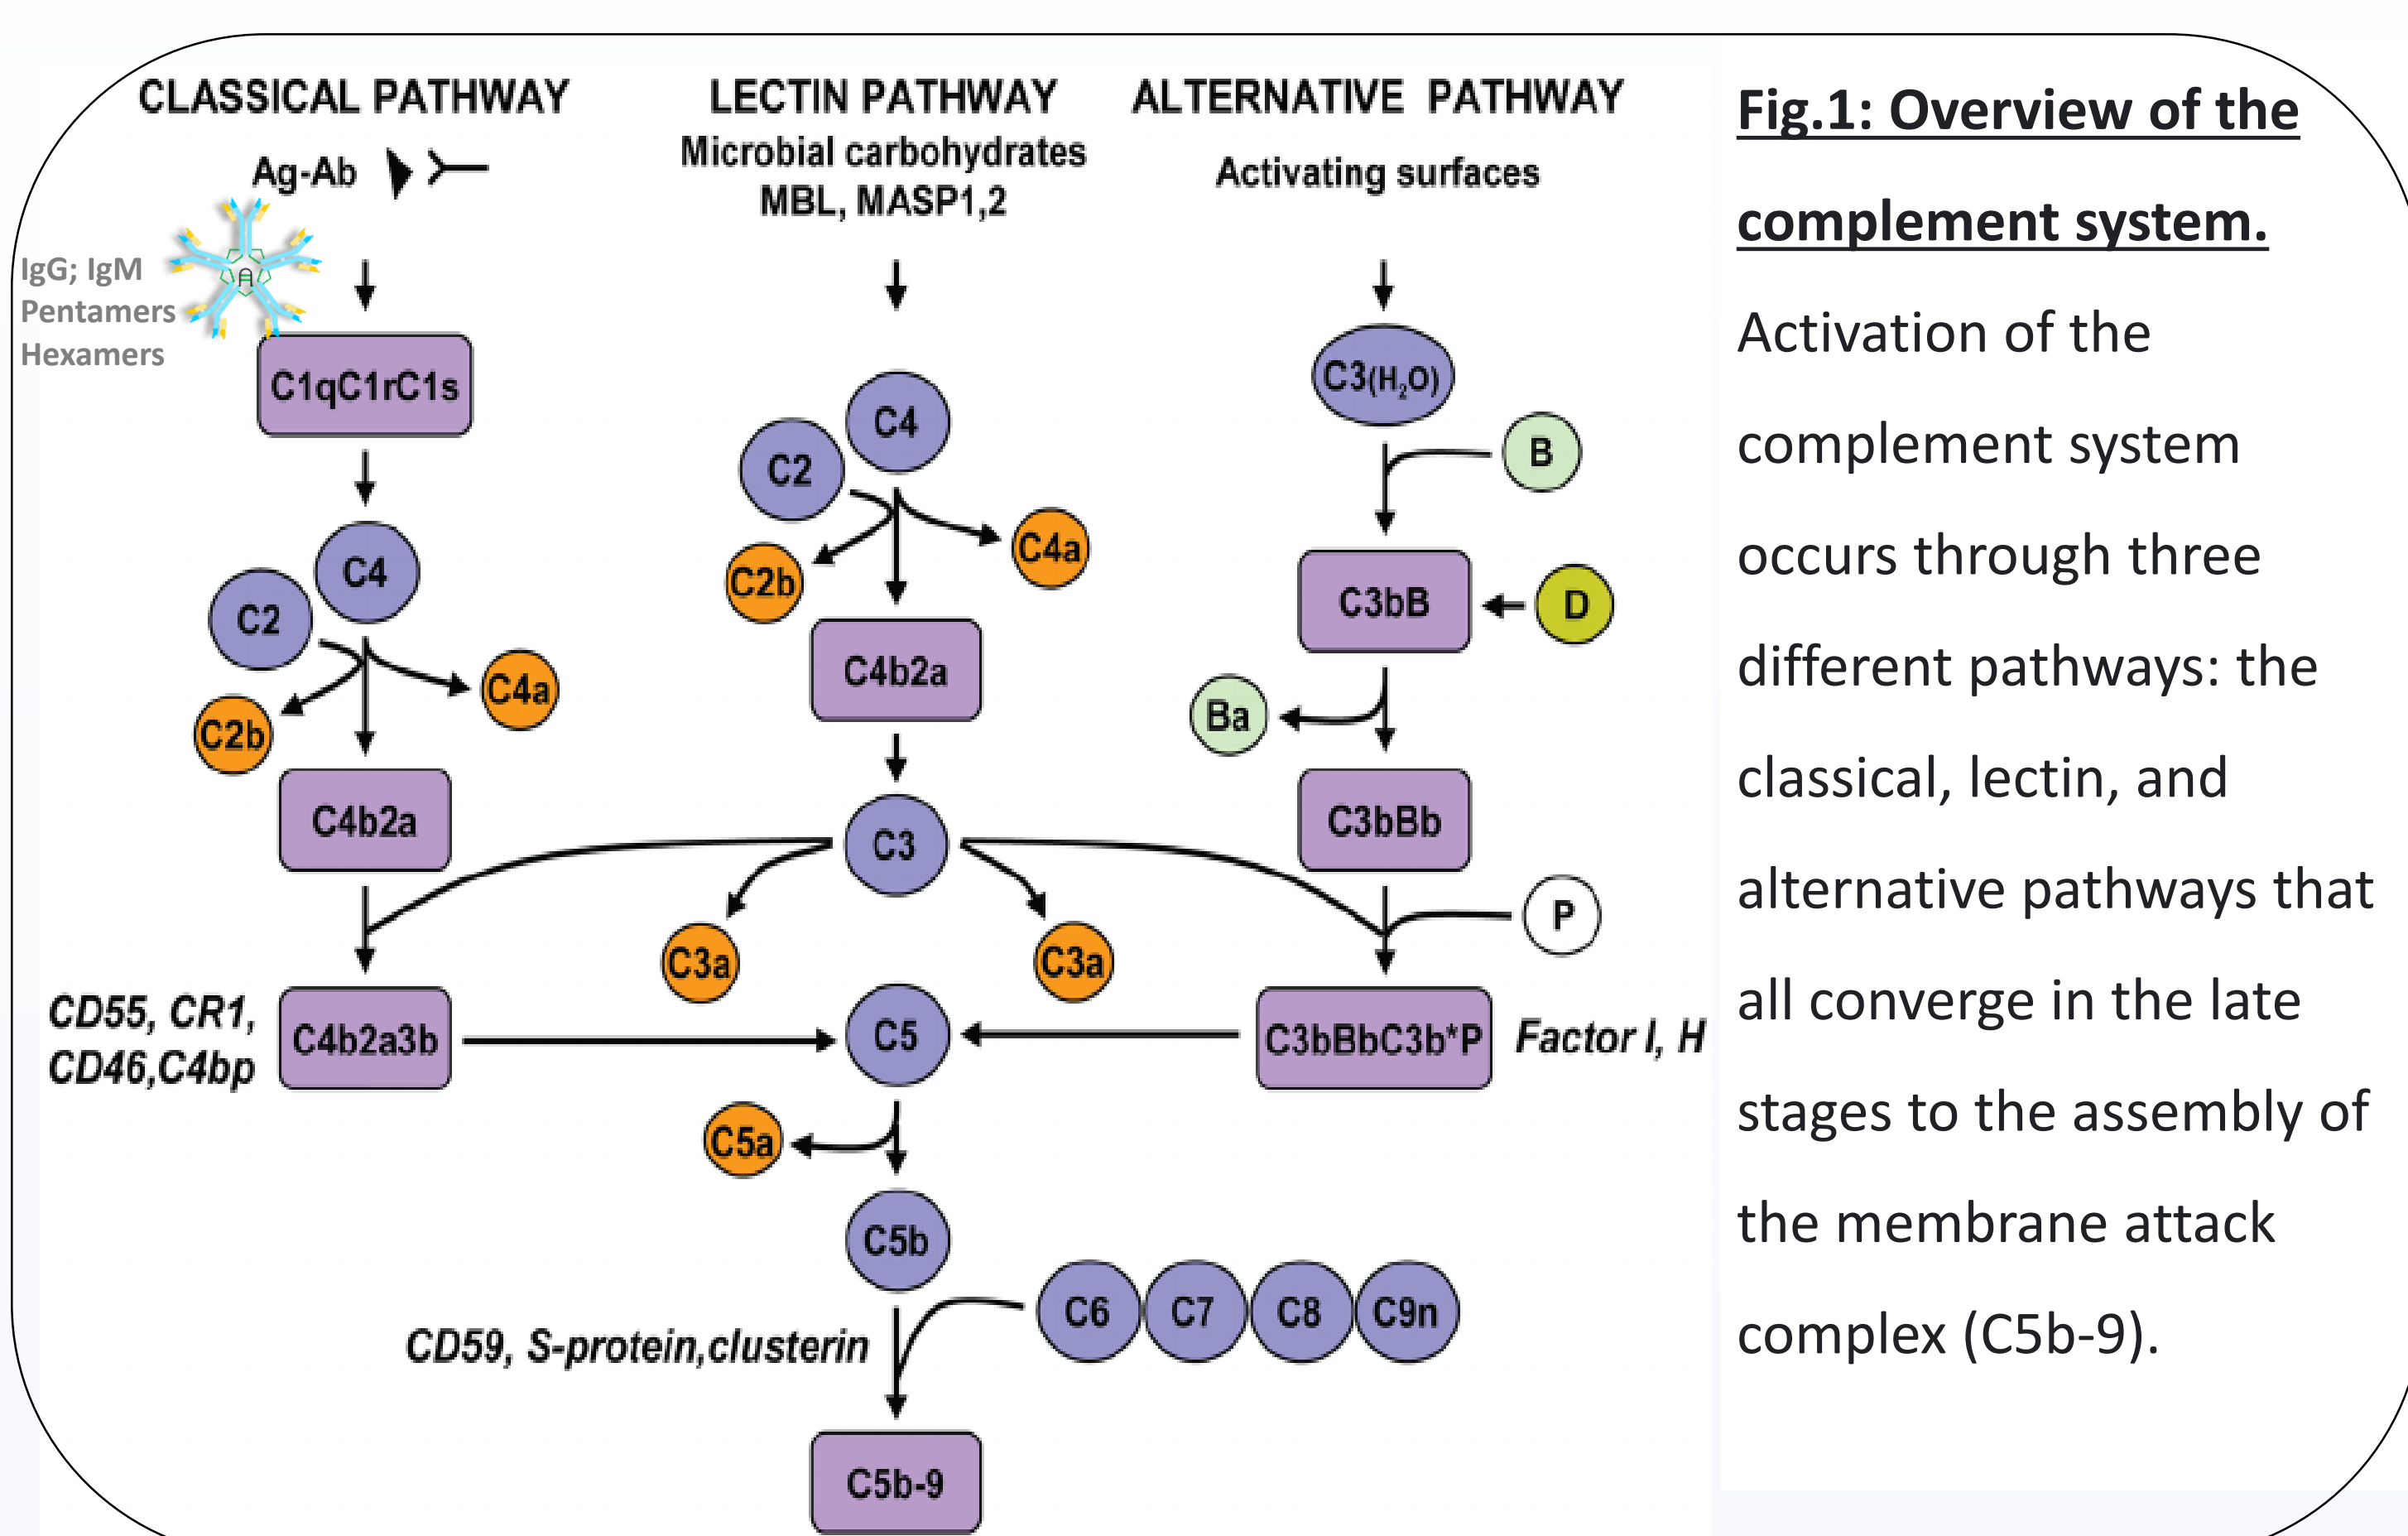 CLASSICAL PATHWAY
Ag-Ab
IgG; IgM
Pentamers
Hexamers
A
C1qC1rC1s
C4
C2
C4a
C2b
C4b2a
CD55, CR1,
CD46,C4bp
C4b2a3b
LECTIN PATHWAY
Microbial carbohydrates
MBL, MASP1,2
C4
C2
C4a
C2b
C4b2a
C3
C3a
C3a
C5
C5a
C5b
C6 C7 C8 C9n
CD59, S-protein,clusterin
C5b-9
ALTERNATIVE PATHWAY
Activating surfaces
C3(H₂O)
B
C3bB
D
Ba
C3bBb
P
C3bBbC3b*P
Factor I, H
Fig.1: Overview of the
complement system.
Activation of the
complement system
occurs through three
different pathways: the
classical, lectin, and
alternative pathways that
all converge in the late
stages to the assembly of
the membrane attack
complex (C5b-9).